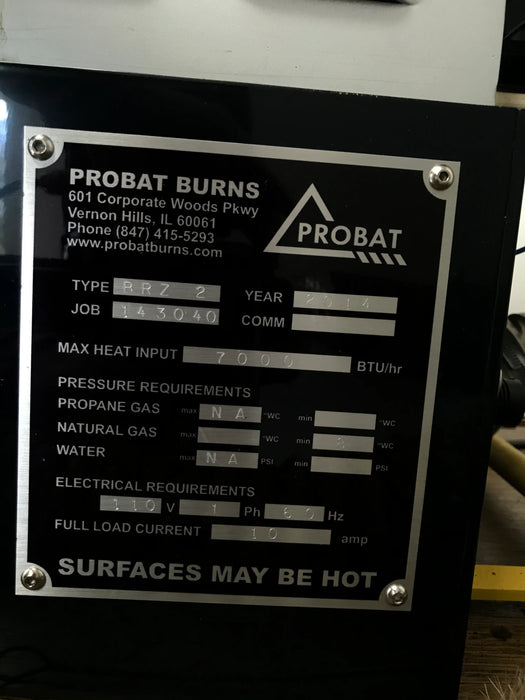 PROBAT BURNS
601 Corporate Woods Pkwy
Vernon Hills, IL 60061
Phone (847) 415-5293
www.probatburns.com
PROBAT
TYPE BRZ 2 YEAR 2014
JOB 143040 COMM
MAX HEAT INPUT 7000 BTU/hr
PRESSURE REQUIREMENTS
PROPANE GAS max NA "WC min "WC
NATURAL GAS max "WC min "WC
WATER max NA PSI min PSI
ELECTRICAL REQUIREMENTS
110 V 1 Ph 60 Hz
FULL LOAD CURRENT 10 amp
SURFACES MAY BE HOT